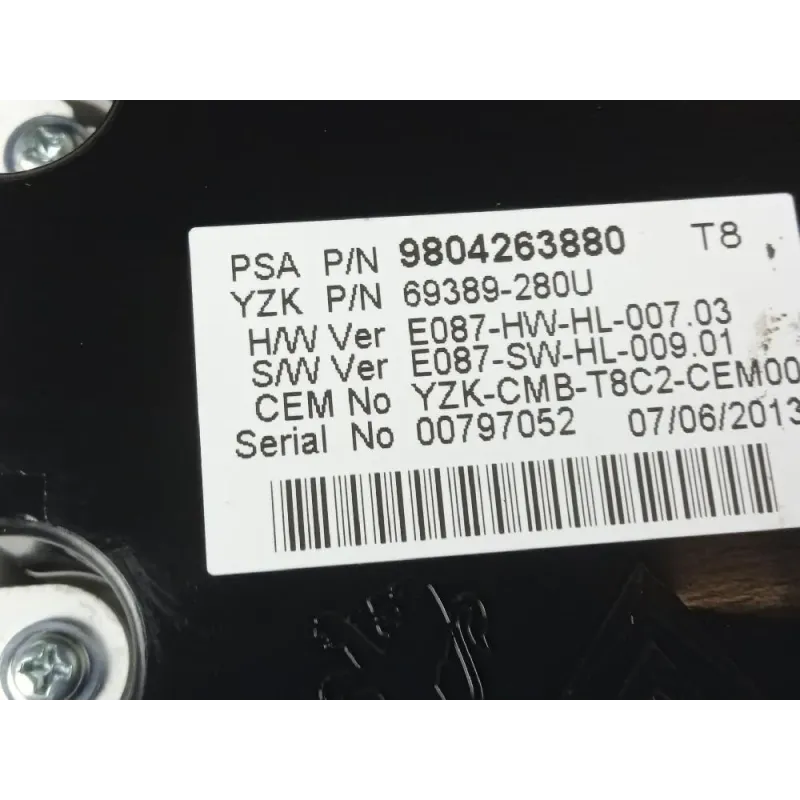 PSA P/N 9804263880 T8
YZK P/N 69389-280U
H/W Ver E087-HW-HL-007.03
S/W Ver E087-SW-HL-009.01
CEM No YZK-CMB-T8C2-CEM00
Serial No 00797052 07/06/2013